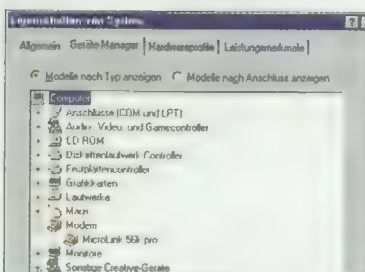 Eigenschaften von System
Allgemein Geräte-Manager Hardwareprofile Leistungsmerkmale
Modelle nach Typ anzeigen Modelle nach Anschluss anzeigen
Computer
Anschlüsse (COM und LPT)
Audio-, Video- und Gamecontroller
CD-ROM
Diskettenlaufwerk-Controller
Festplattencontroller
Grafikkarten
Laufwerke
Maus
Modem
MicroLink 56k pro
Monitore
Sonstige Creative-Geräte